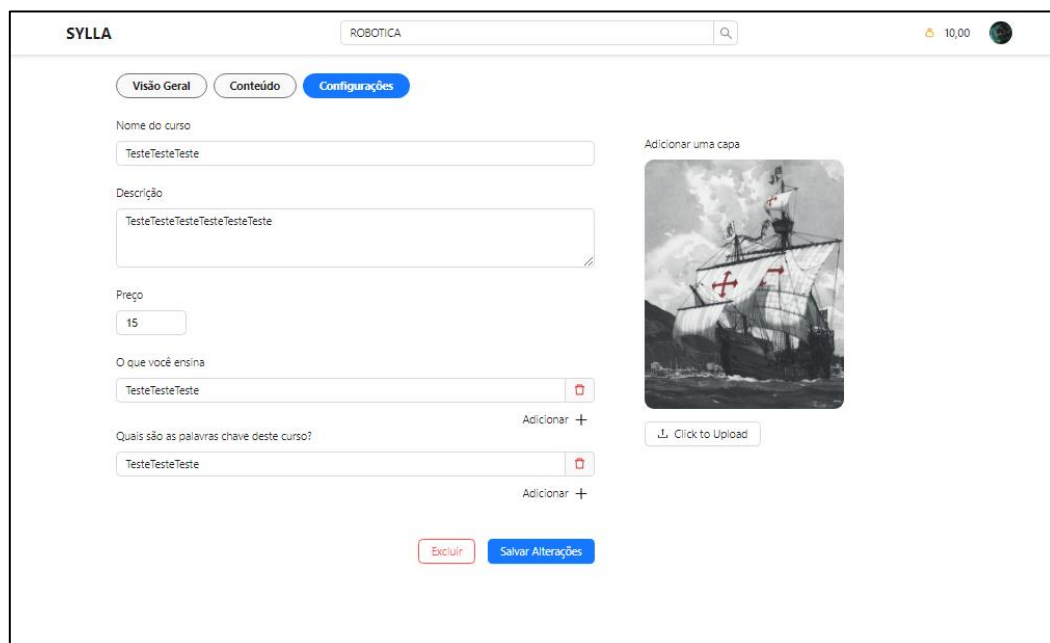 SYLLA
ROBOTICA
10,00
Visão Geral
Conteúdo
Configurações
Nome do curso
TesteTesteTeste
Descrição
TesteTesteTesteTesteTesteTeste
Preço
15
O que você ensina
TesteTesteTeste
Adicionar +
Quais são as palavras chave deste curso?
TesteTesteTeste
Adicionar +
Excluir
Salvar Alterações
Adicionar uma capa
Click to Upload